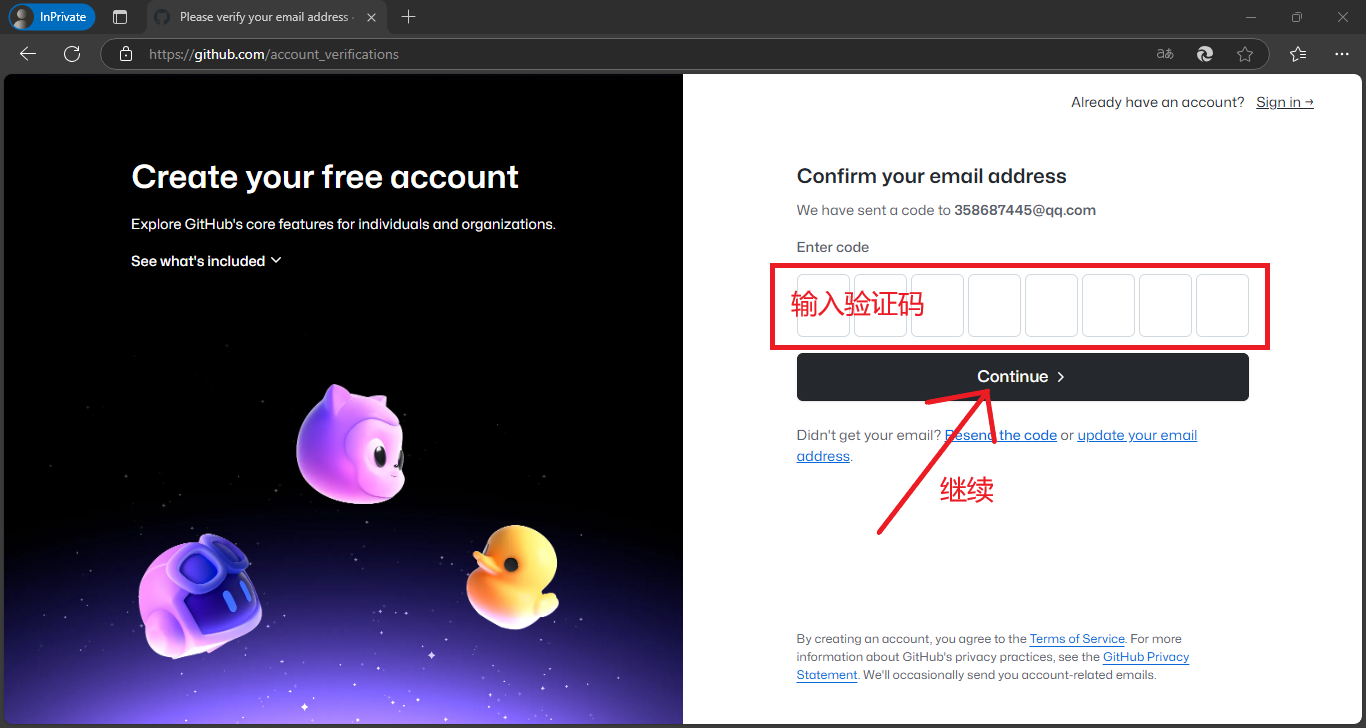 InPrivate
Please verify your email address ·
https://github.com/account_verifications
Already have an account? Sign in →
Create your free account
Explore GitHub's core features for individuals and organizations.
See what's included
Confirm your email address
We have sent a code to 358687445@qq.com
Enter code
输入验证码
Continue
Didn't get your email? Resend the code or update your email
address.
继续
By creating an account, you agree to the Terms of Service. For more
information about GitHub's privacy practices, see the GitHub Privacy
Statement. We'll occasionally send you account-related emails.